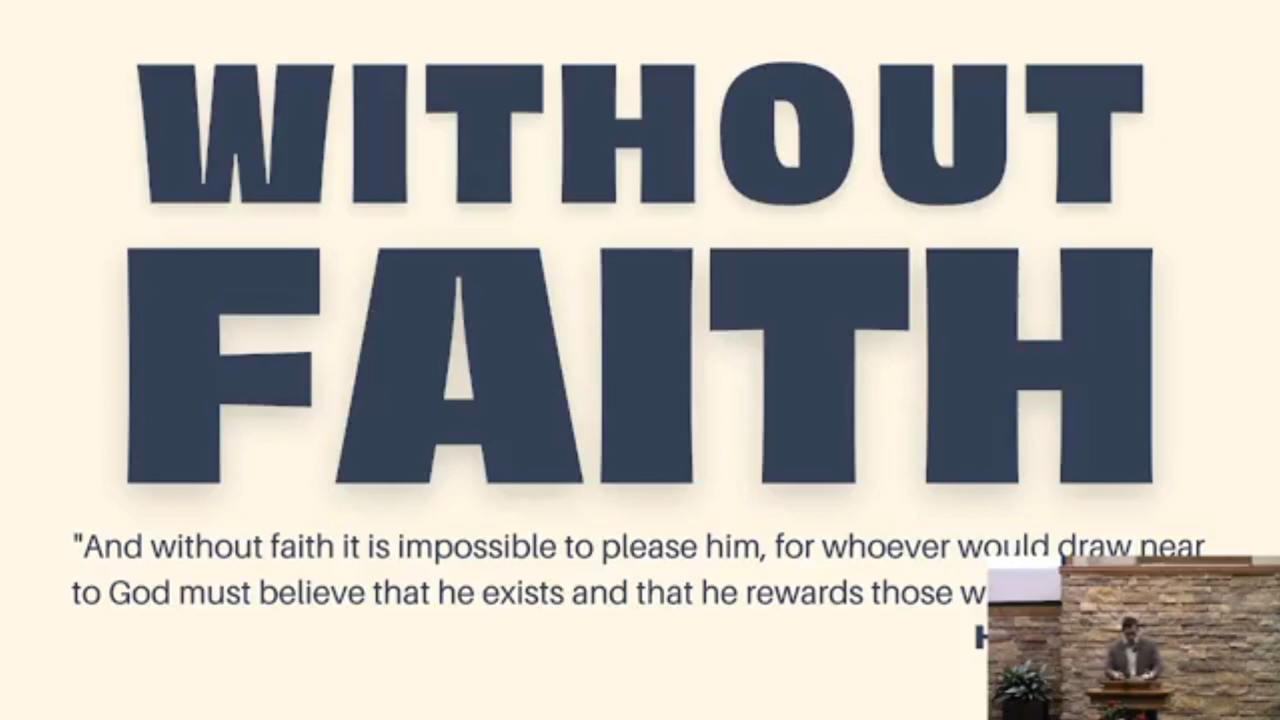 WITHOUT
FAITH
"And without faith it is impossible to please him, for whoever would draw near
to God must believe that he exists and that he rewards those